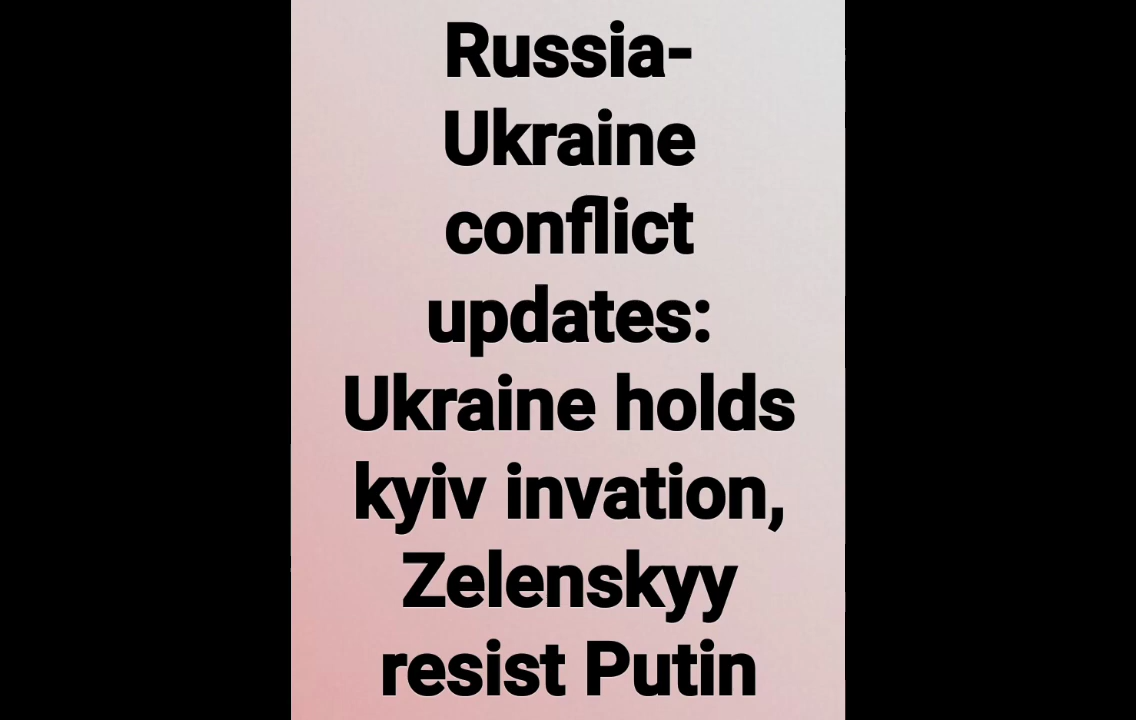 Russia-
Ukraine
conflict
updates:
Ukraine holds
kyiv invation,
Zelenskyy
resist Putin